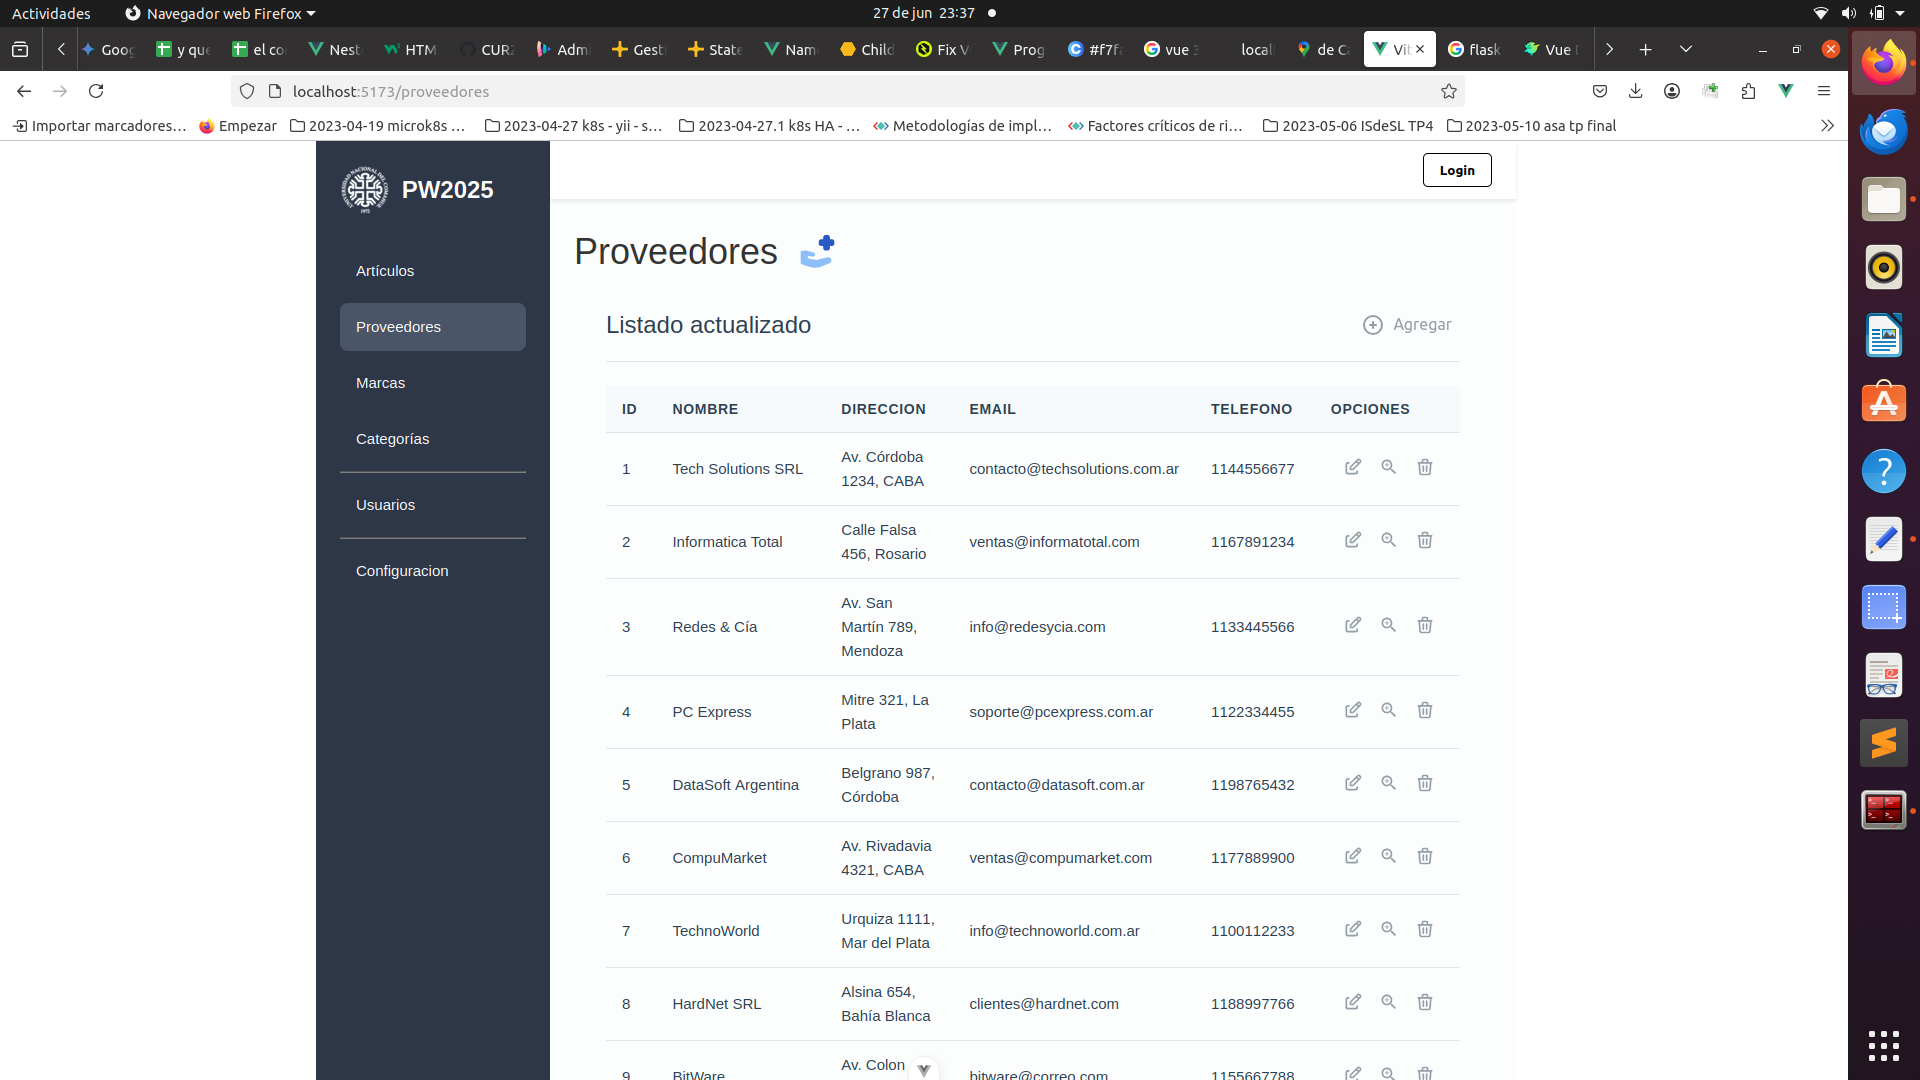 Actividades
Navegador web Firefox
27 de jun 23:37
Goog
y que
el co
Nest
HTM
CUR
Admi
Gesti
State
Nam
Child
Fix V
Prog
#f7f
vue 3
local
de Ca
Vit
flask
Vue
localhost:5173/proveedores
Importar marcadores…
Empezar
2023-04-19 microk8s …
2023-04-27 k8s - yii - s…
2023-04-27.1 k8s HA - …
Metodologías de impl…
Factores críticos de ri…
2023-05-06 ISdeSL TP4
2023-05-10 asa tp final
PW2025
Login
Artículos
Proveedores
Marcas
Categorías
Usuarios
Configuracion
Proveedores
Listado actualizado
Agregar
ID NOMBRE DIRECCION EMAIL TELEFONO OPCIONES
1 Tech Solutions SRL Av. Córdoba 1234, CABA contacto@techsolutions.com.ar 1144556677
2 Informatica Total Calle Falsa 456, Rosario ventas@informatotal.com 1167891234
3 Redes & Cía Av. San Martín 789, Mendoza info@redesycia.com 1133445566
4 PC Express Mitre 321, La Plata soporte@pcexpress.com.ar 1122334455
5 DataSoft Argentina Belgrano 987, Córdoba contacto@datasoft.com.ar 1198765432
6 CompuMarket Av. Rivadavia 4321, CABA ventas@compumarket.com 1177889900
7 TechnoWorld Urquiza 1111, Mar del Plata info@technoworld.com.ar 1100112233
8 HardNet SRL Alsina 654, Bahía Blanca clientes@hardnet.com 1188997766
9 BitWare Av. Colon bitware@correo.com 1155667788